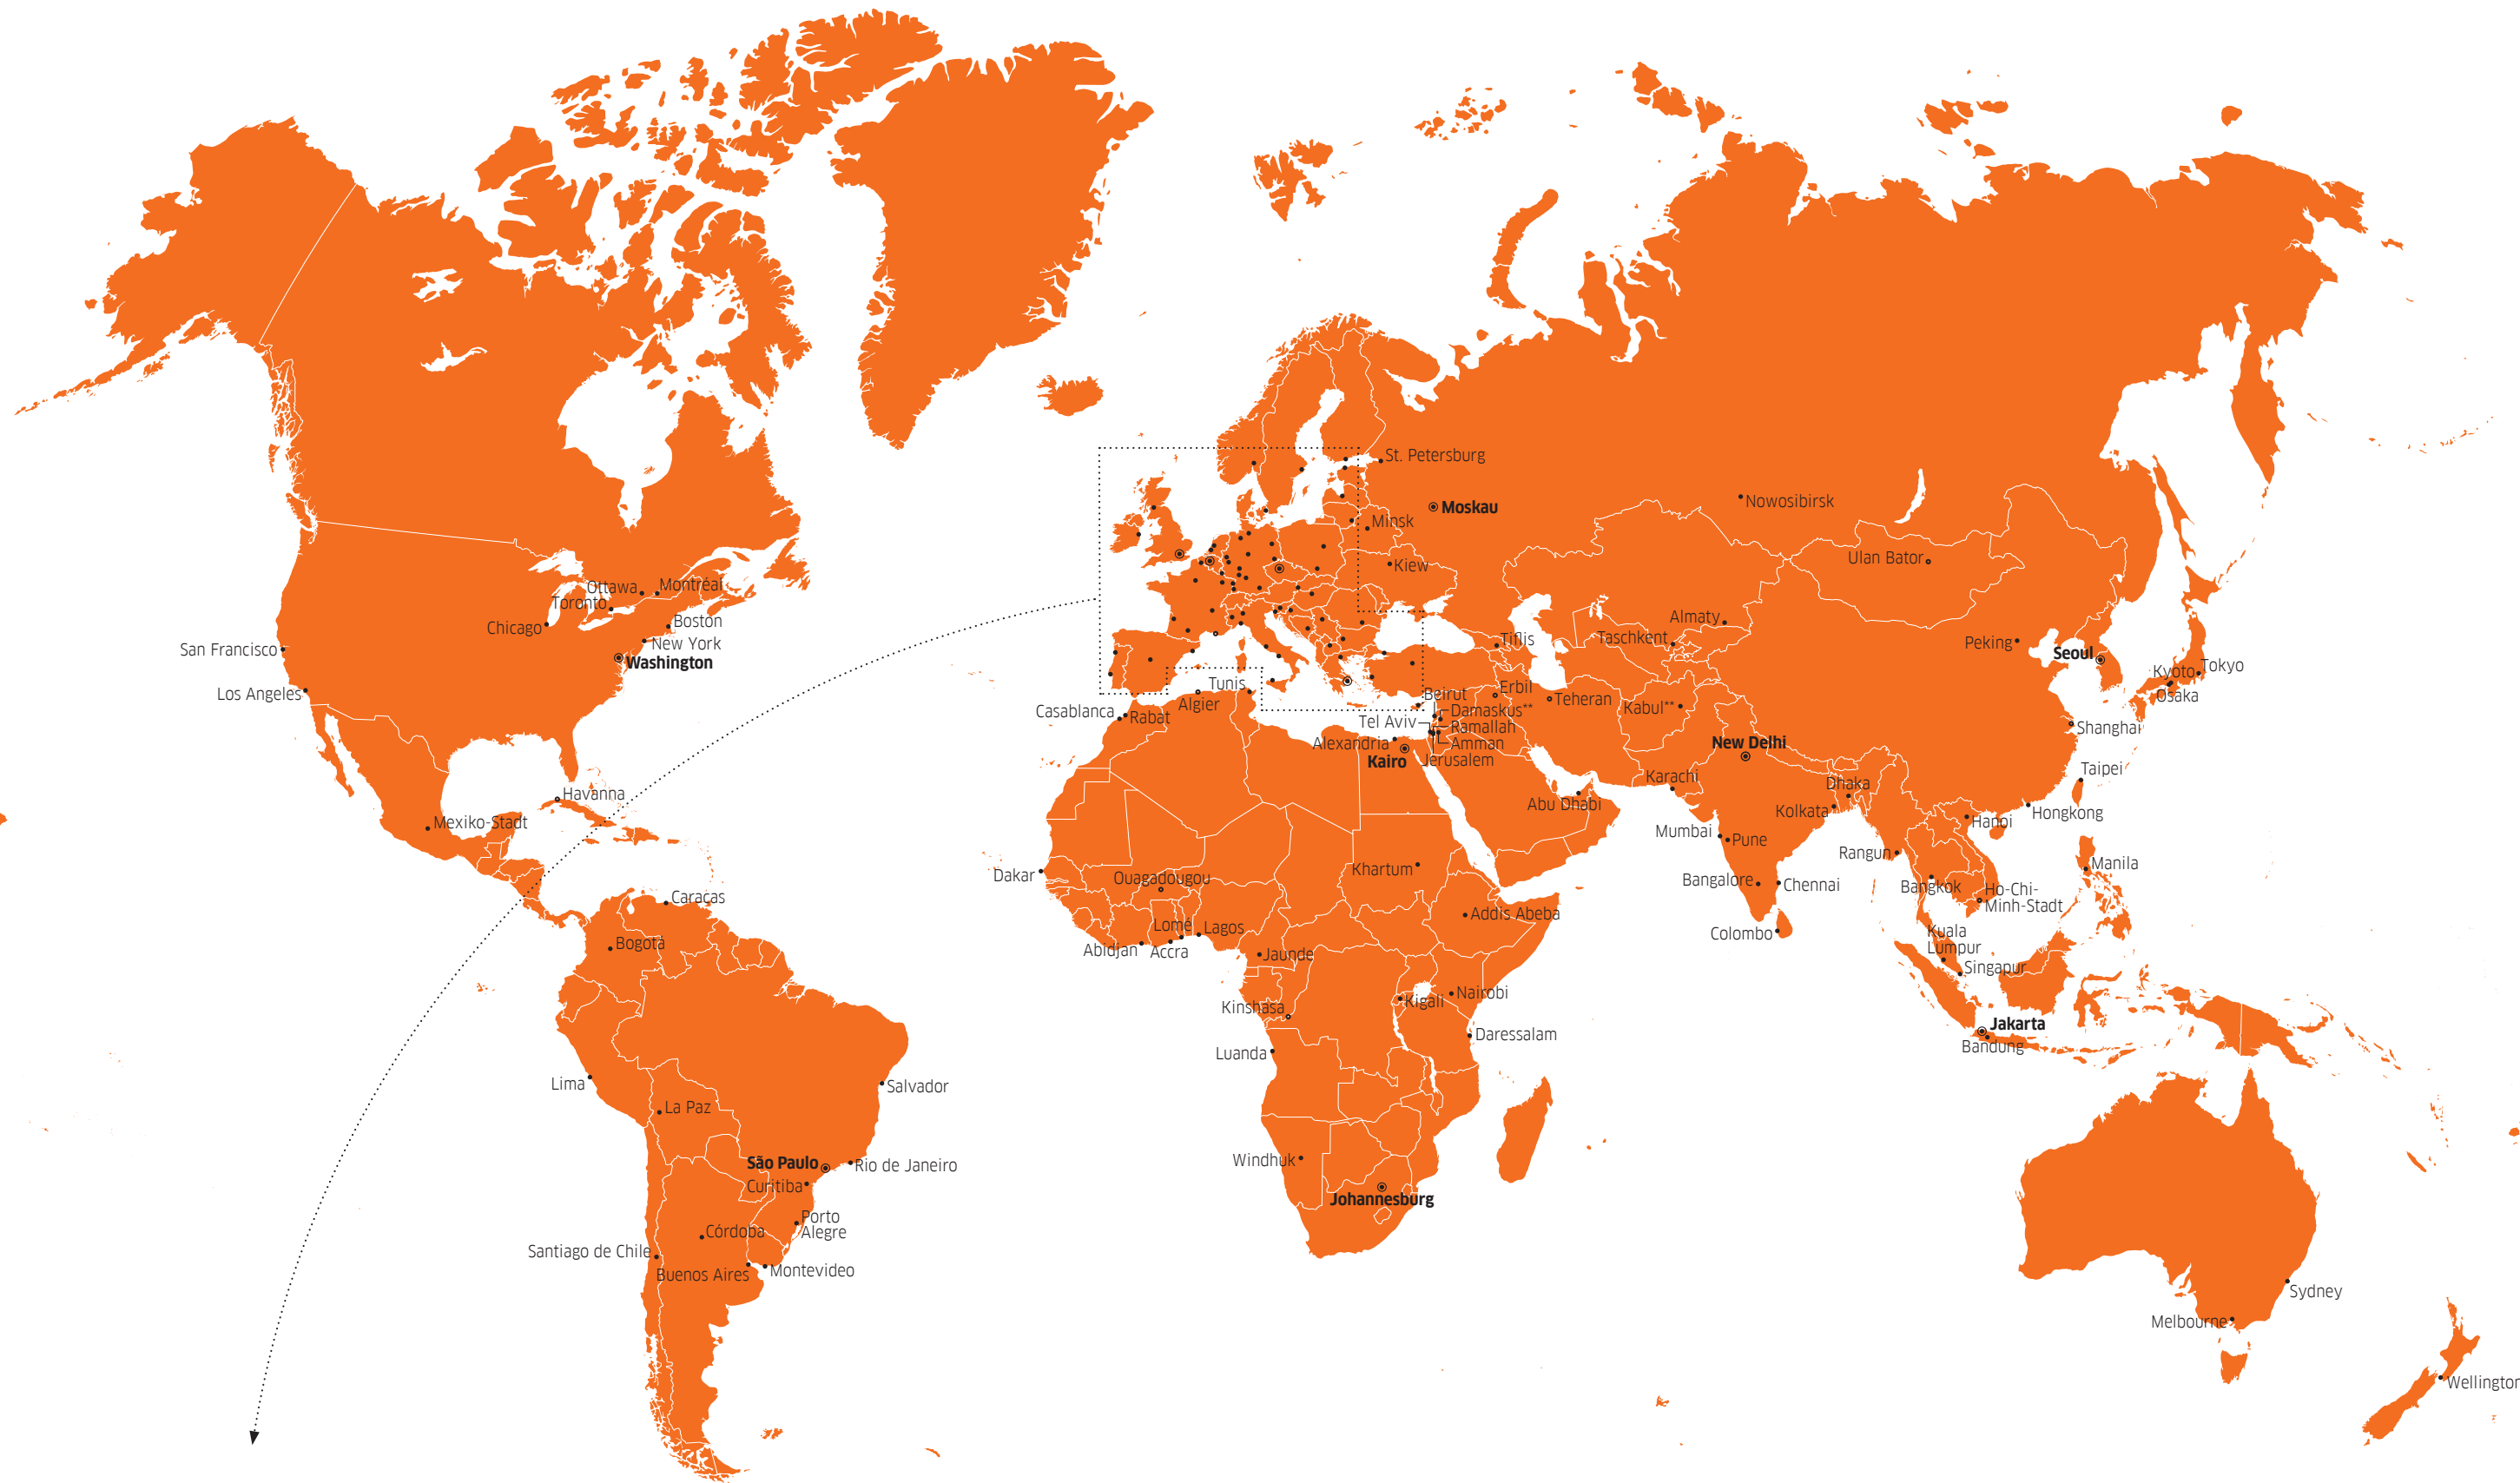 St. Petersburg
Moskau
Nowosibirsk
Minsk
Ulan Bator
Kiew
Ottawa
Montréal
Toronto
Chicago
Boston
New York
Washington
San Francisco
Los Angeles
Almaty
Taschkent
Tiflis
Peking
Seoul
Kyoto
Tokyo
Osaka
Tunis
Algier
Casablanca
Rabat
Beirut
Erbil
Teheran
Damaskus**
Kabul**
Tel Aviv
Ramallah
Alexandria
Amman
Kairo
Jerusalem
Shanghai
New Delhi
Karachi
Dhaka
Taipei
Abu Dhabi
Kolkata
Hongkong
Hanoi
Havanna
Mexiko-Stadt
Mumbai
Pune
Rangun
Manila
Dakar
Ouagadougou
Khartum
Bangalore
Chennai
Bangkok
Ho-Chi-
Minh-Stadt
Caracas
Bogotá
Lomé
Lagos
Addis Abeba
Abidjan
Accra
Jaunde
Colombo
Kuala
Lumpur
Singapur
Kinshasa
Kigali
Nairobi
Jakarta
Bandung
Daressalam
Luanda
Lima
Salvador
La Paz
São Paulo
Rio de Janeiro
Curitiba
Windhuk
Johannesburg
Porto
Alegre
Córdoba
Santiago de Chile
Buenos Aires
Montevideo
Sydney
Melbourne
Wellington